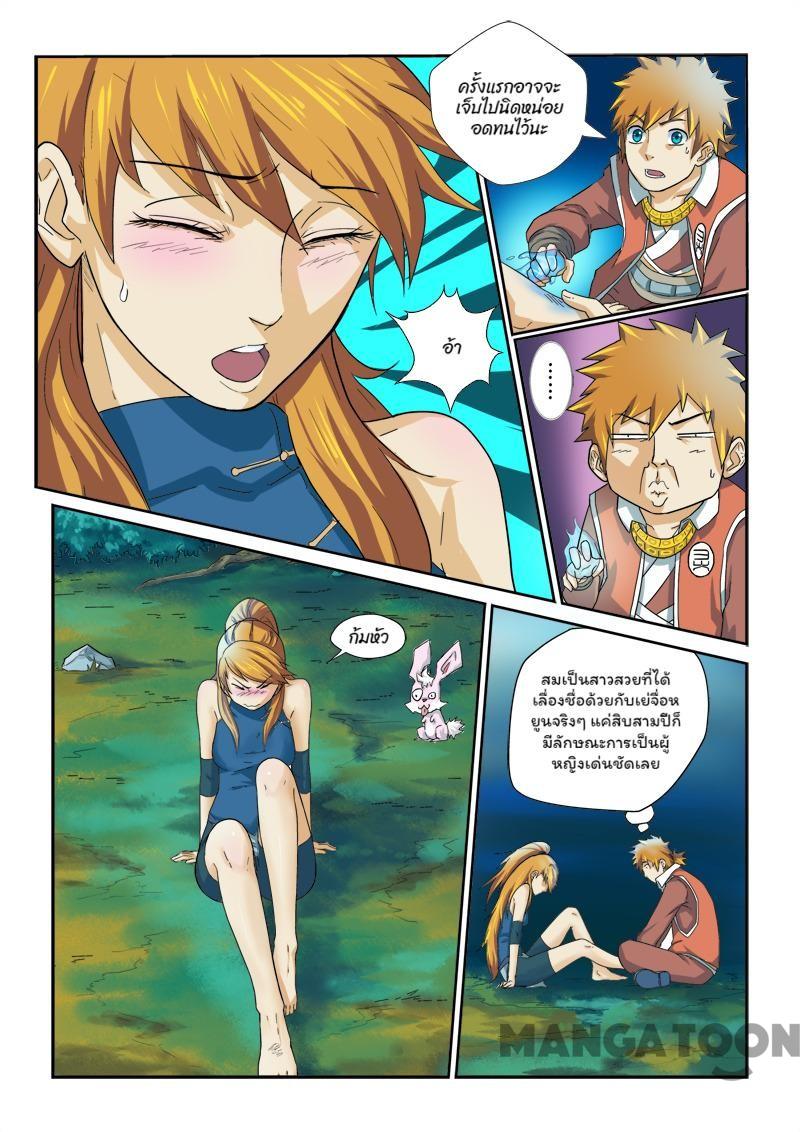 ครั้งแรกอาจจะ
เจ็บไปนิดหน่อย
อดทนไว้นะ
อ้า
......
ก้มหัว
สมเป็นสาวสวยที่ได้
เลื่องชื่อด้วยกับเย่จื่อห
ยูนจริงๆ แค่สิบสามปีก็
มีลักษณะการเป็นผู้
หญิงเด่นชัดเลย
MANGATOON